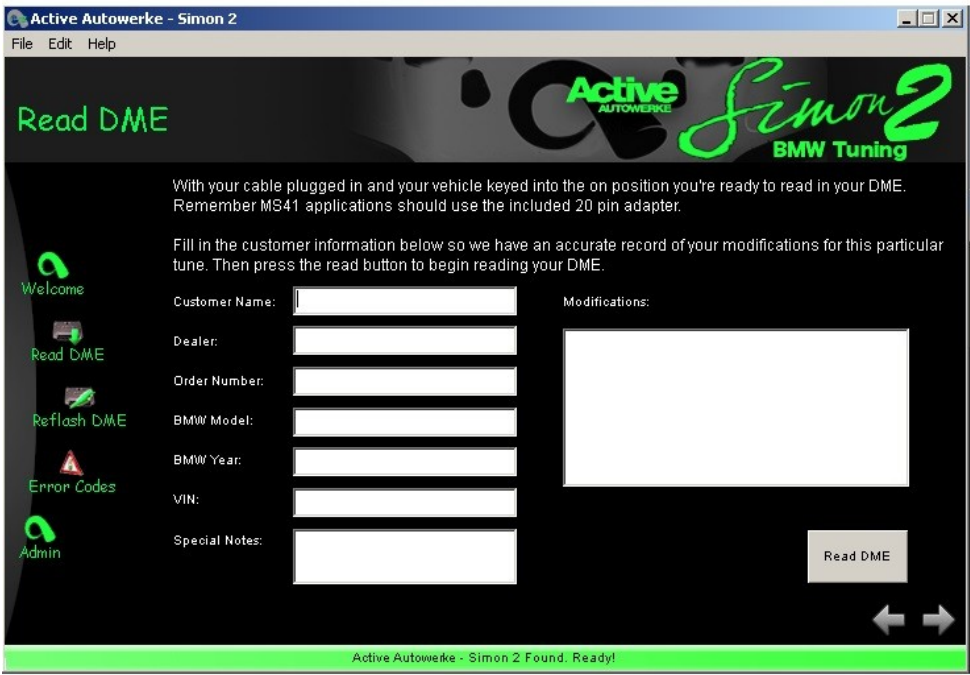 Active Autowerke - Simon 2
File Edit Help
Read DME
Active
AUTOWERKE
Simon 2
BMW Tuning
With your cable plugged in and your vehicle keyed into the on position you're ready to read in your DME.
Remember MS41 applications should use the included 20 pin adapter.
Fill in the customer information below so we have an accurate record of your modifications for this particular
tune. Then press the read button to begin reading your DME.
Welcome
Read DME
Reflash DME
Error Codes
Admin
Customer Name:
Dealer:
Order Number:
BMW Model:
BMW Year:
VIN:
Special Notes:
Modifications:
Read DME
Active Autowerke - Simon 2 Found. Ready!